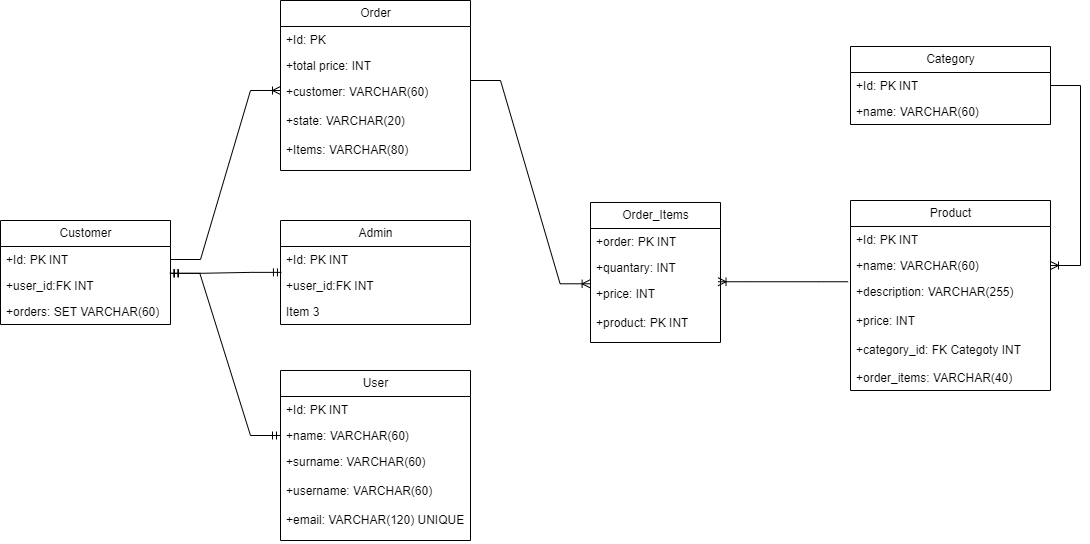 Order
+Id: PK
+total price: INT
+customer: VARCHAR(60)
+state: VARCHAR(20)
+Items: VARCHAR(80)
Customer
+Id: PK INT
+user_id:FK INT
+orders: SET VARCHAR(60)
Admin
+Id: PK INT
+user_id:FK INT
Item 3
User
+Id: PK INT
+name: VARCHAR(60)
+surname: VARCHAR(60)
+username: VARCHAR(60)
+email: VARCHAR(120) UNIQUE
Order_Items
+order: PK INT
+quantary: INT
+price: INT
+product: PK INT
Category
+Id: PK INT
+name: VARCHAR(60)
Product
+Id: PK INT
+name: VARCHAR(60)
+description: VARCHAR(255)
+price: INT
+category_id: FK Categoty INT
+order_items: VARCHAR(40)